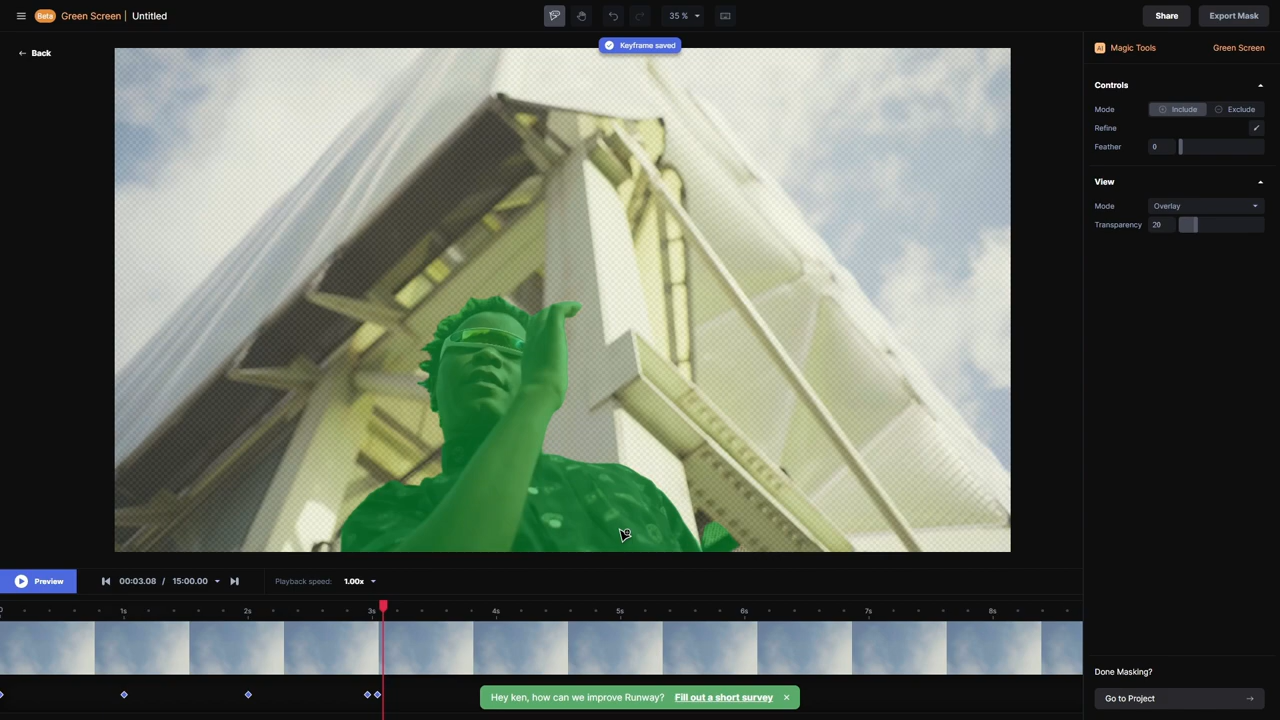 Beta Green Screen | Untitled
35 %
Share
Export Mask
Back
Keyframe saved
AI Magic Tools
Green Screen
Controls
Mode
Include
Exclude
Refine
Feather
0
View
Mode
Overlay
Transparency
20
Preview
00:03.08 / 15:00.00
Playback speed: 1.00x
0 1s 2s 3s 4s 5s 6s 7s 8s
Hey ken, how can we improve Runway? Fill out a short survey
Done Masking?
Go to Project